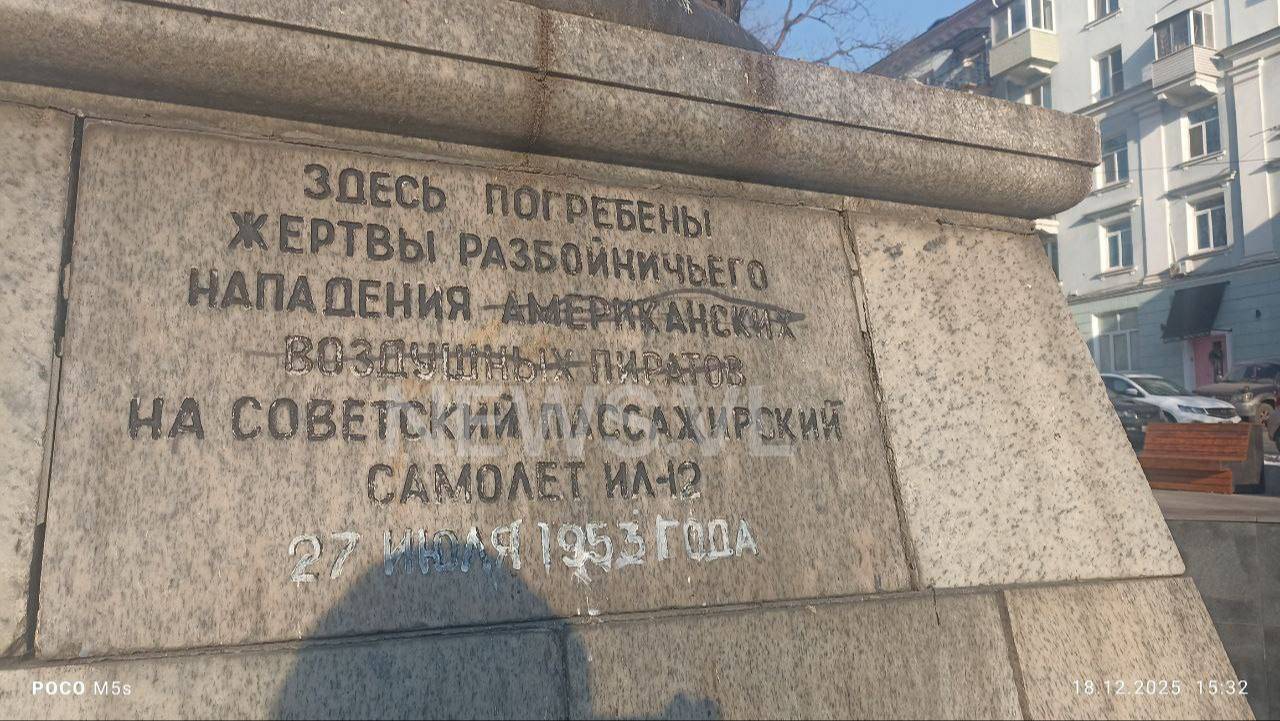 ЗДЕСЬ ПОГРЕБЕНЫ
ЖЕРТВЫ РАЗБОЙНИЧЬЕГО
НАПАДЕНИЯ АМЕРИКАНСКИХ
ВОЗДУШНЫХ ПИРАТОВ
НА СОВЕТСКИЙ ПАССАЖИРСКИЙ
САМОЛЕТ ИЛ-12
27 ИЮЛЯ 1953 ГОДА
NEWSVL
POCO M5s
18.12.2025 15:32